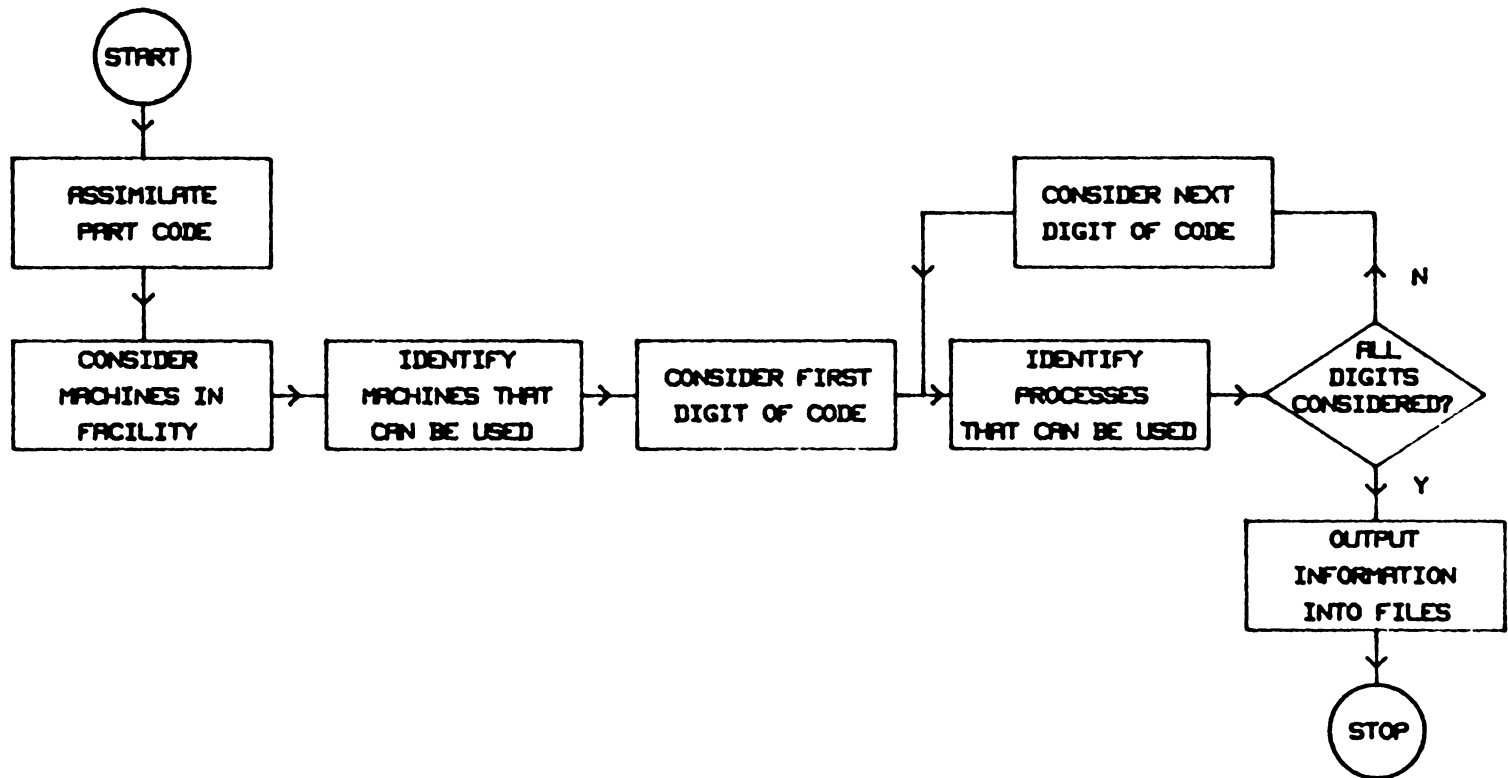 START
ASSIMILATE
PART CODE
CONSIDER
MACHINES IN
FACILITY
IDENTIFY
MACHINES THAT
CAN BE USED
CONSIDER FIRST
DIGIT OF CODE
IDENTIFY
PROCESSES
THAT CAN BE USED
ALL
DIGITS
CONSIDERED?
N
CONSIDER NEXT
DIGIT OF CODE
Y
OUTPUT
INFORMATION
INTO FILES
STOP